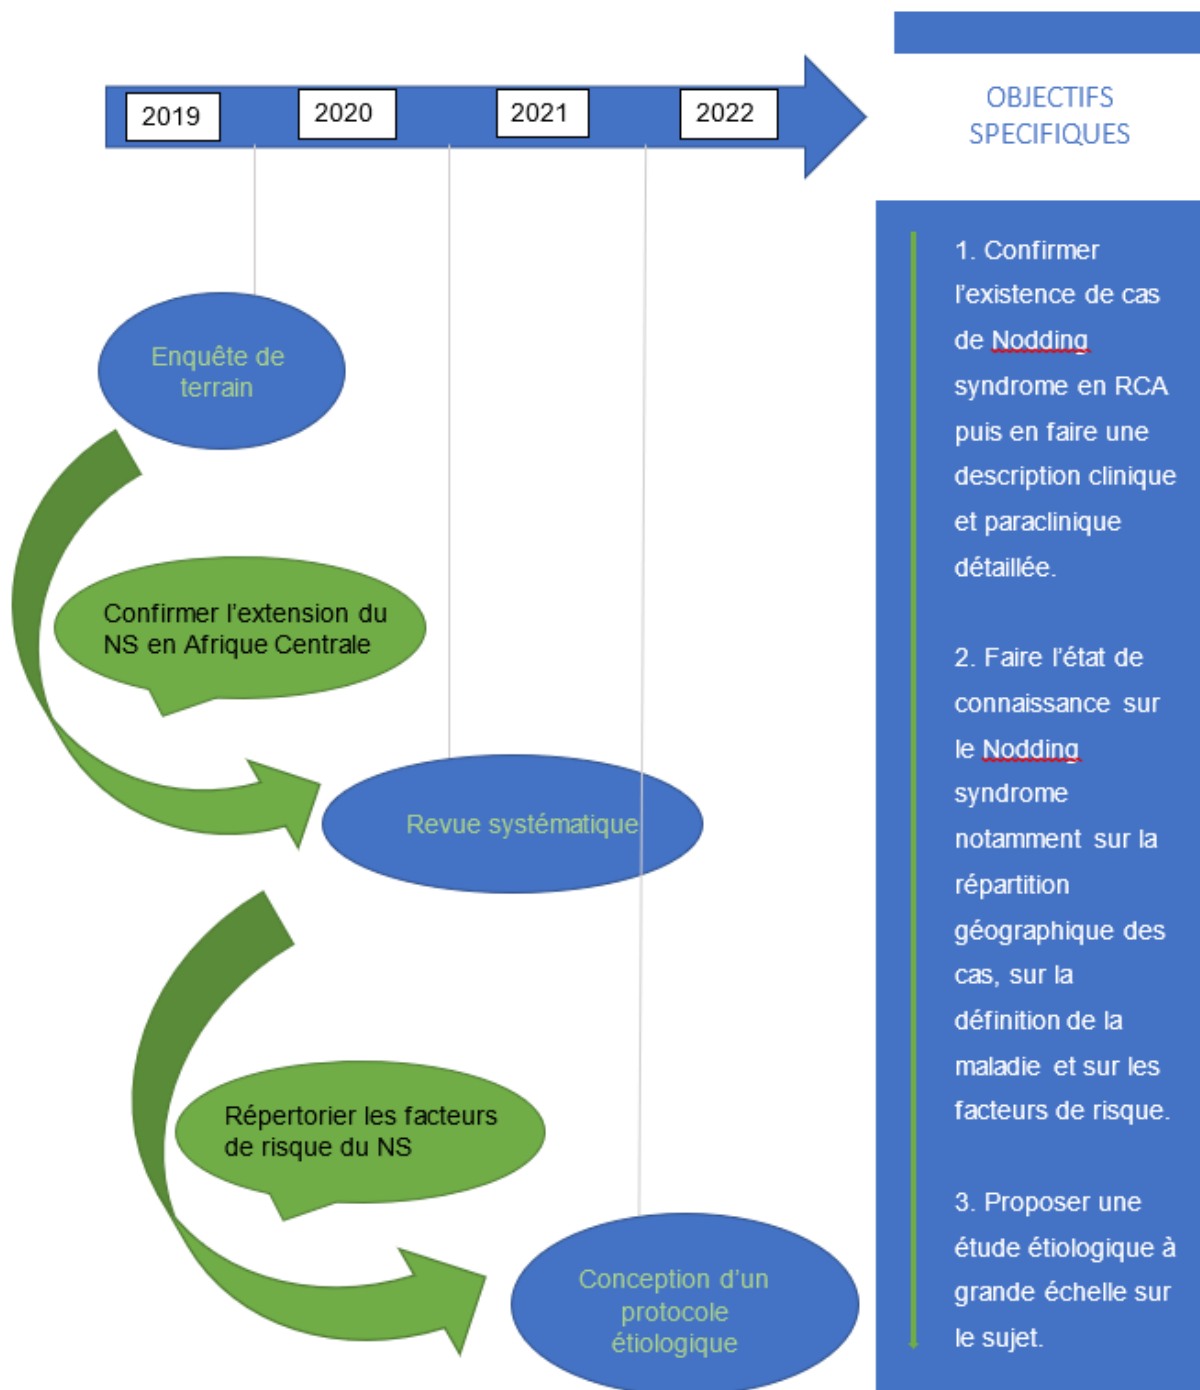 2019
2020
2021
2022
Enquête de
terrain
Confirmer l'extension du
NS en Afrique Centrale
Revue systématique
Répertorier les facteurs
de risque du NS
Conception d'un
protocole
étiologique
OBJECTIFS
SPECIFIQUES
1. Confirmer
l'existence de cas
de Nodding
syndrome en RCA
puis en faire une
description clinique
et paraclinique
détaillée.
2. Faire l'état de
connaissance sur
le Nodding
syndrome
notamment sur la
répartition
géographique des
cas, sur la
définition de la
maladie et sur les
facteurs de risque.
3. Proposer une
étude étiologique à
grande échelle sur
le sujet.